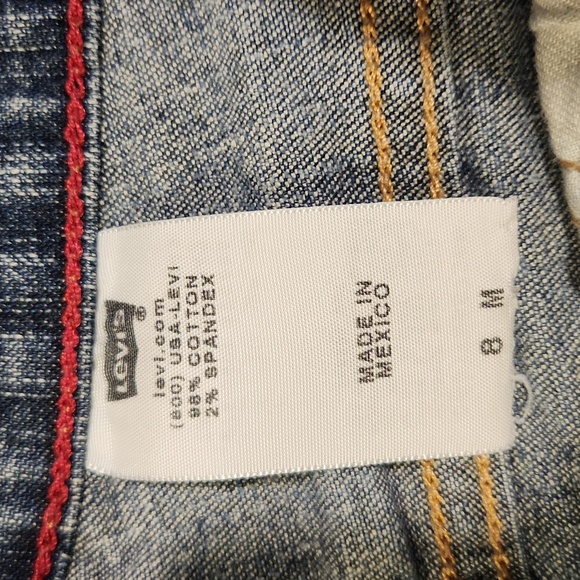 LEVI'S®
levi.com
(800) USA-LEVI
98% COTTON
2% SPANDEX
MADE IN
MEXICO
8 M